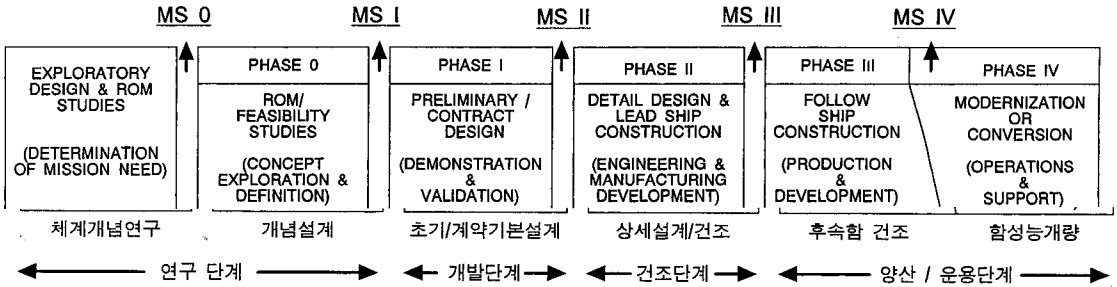 MS 0
MS I
MS II
MS III
MS IV
EXPLORATORY
DESIGN & ROM
STUDIES
(DETERMINATION
OF MISSION NEED)
PHASE 0
ROM/
FEASIBILITY
STUDIES
(CONCEPT
EXPLORATION &
DEFINITION)
PHASE I
PRELIMINARY /
CONTRACT
DESIGN
(DEMONSTRATION
&
VALIDATION)
PHASE II
DETAIL DESIGN &
LEAD SHIP
CONSTRUCTION
(ENGINEERING &
MANUFACTURING
DEVELOPMENT)
PHASE III
FOLLOW
SHIP
CONSTRUCTION
(PRODUCTION
&
DEVELOPMENT)
PHASE IV
MODERNIZATION
OR
CONVERSION
(OPERATIONS
&
SUPPORT)
체계개념연구
개념설계
초기/계약기본설계
상세설계/건조
후속함 건조
함성능개량
연구 단계
개발단계
건조단계
양산 / 운용단계